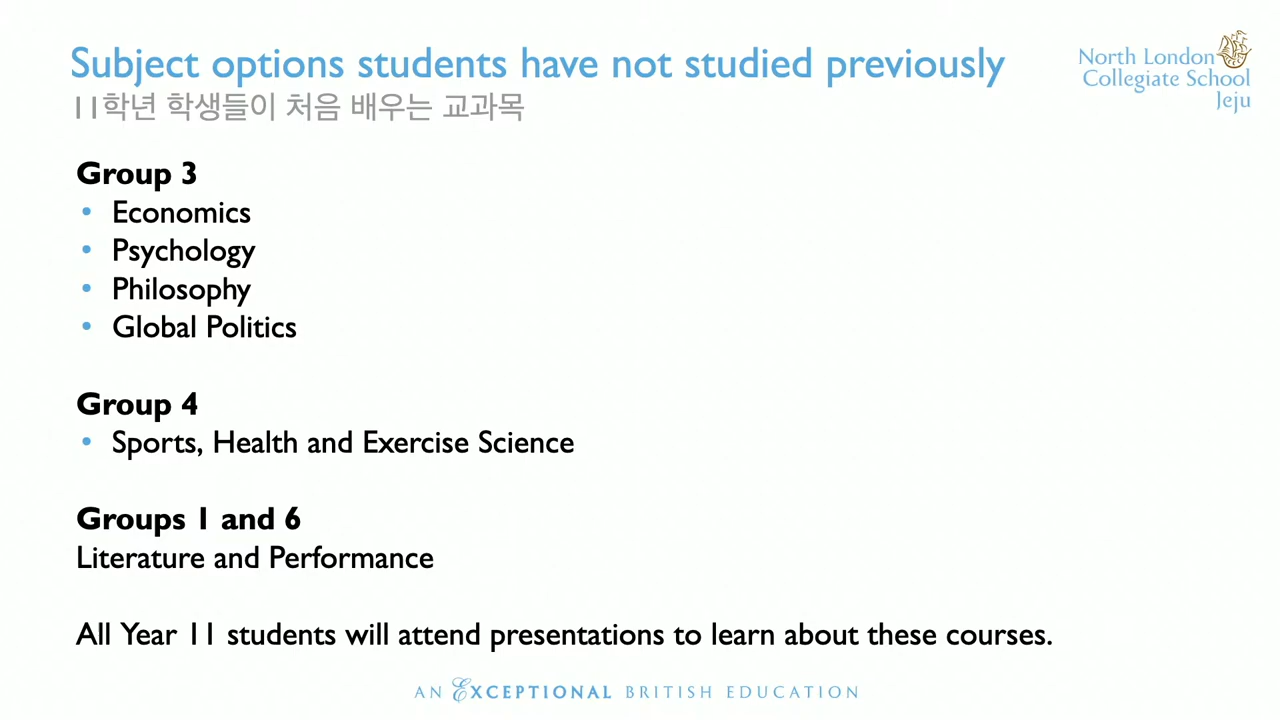 Subject options students have not studied previously
11학년 학생들이 처음 배우는 교과목
North London
Collegiate School
Jeju
Group 3
• Economics
• Psychology
• Philosophy
• Global Politics
Group 4
• Sports, Health and Exercise Science
Groups 1 and 6
Literature and Performance
All Year 11 students will attend presentations to learn about these courses.
AN EXCEPTIONAL BRITISH EDUCATION